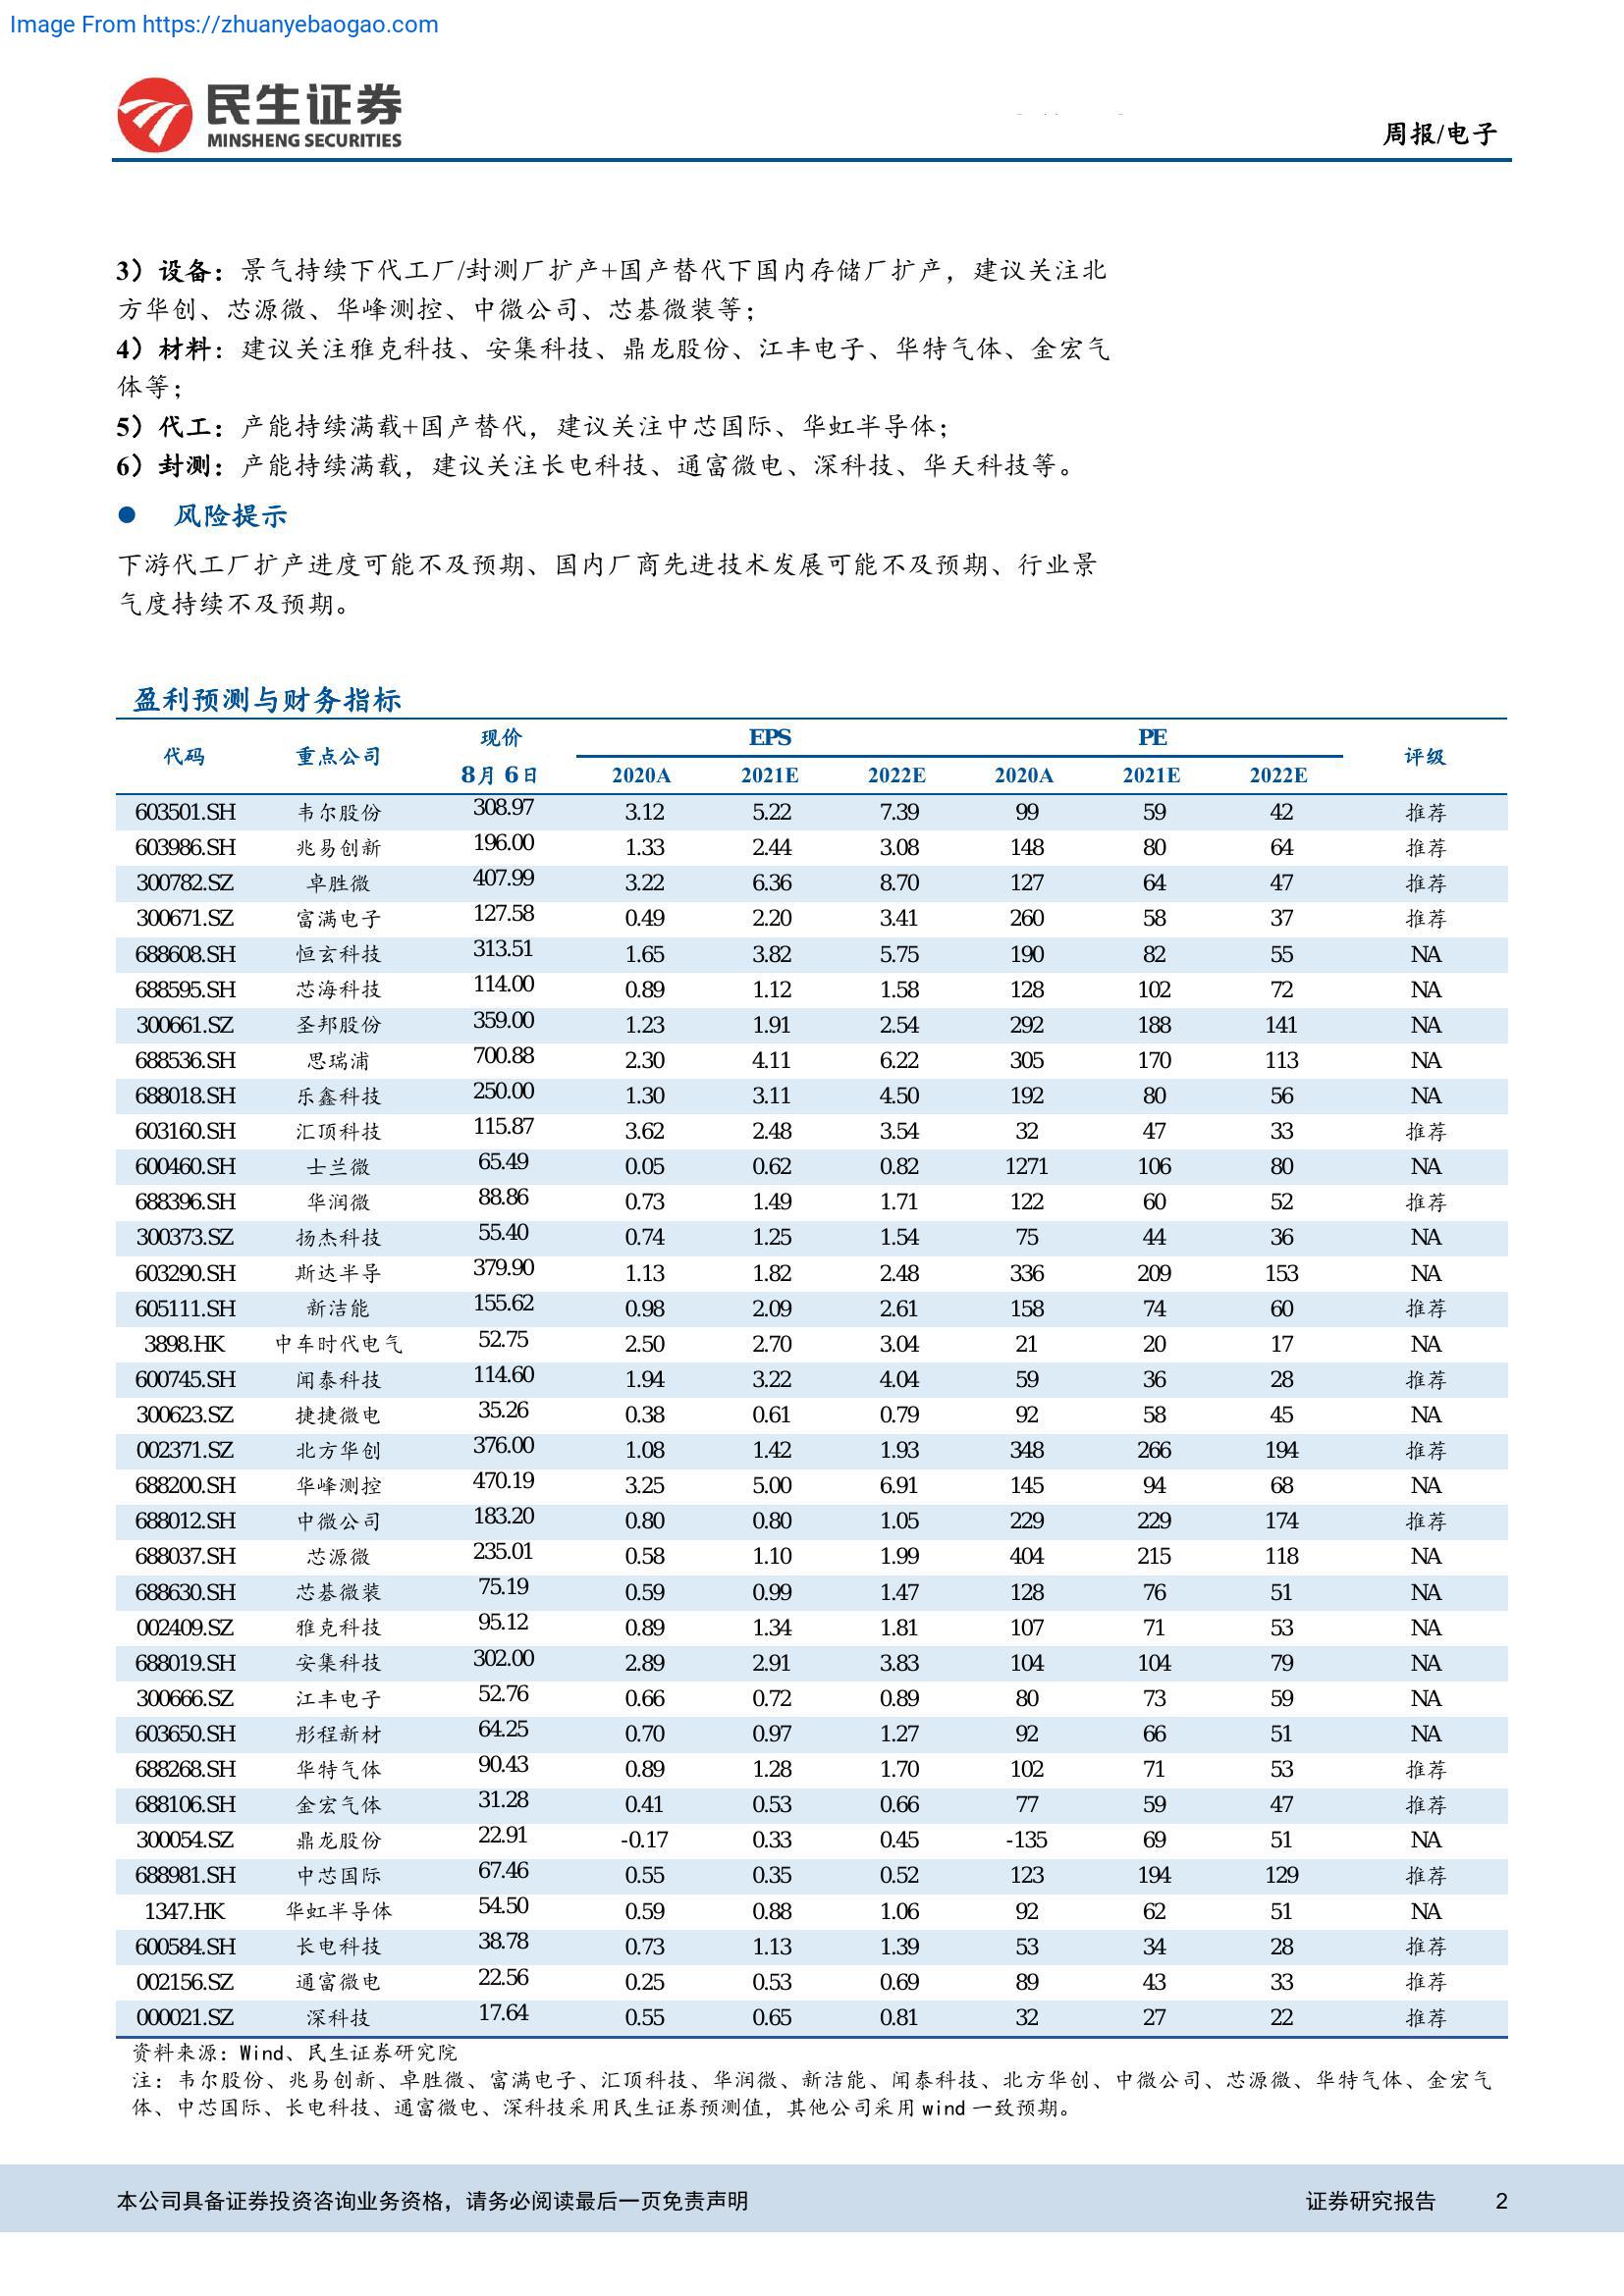 Image From https://zhuanyebaogao.com
民生证券
MINSHENG SECURITIES
周报/电子
3）设备：景气持续下代工厂/封测厂扩产+国产替代下国内存储厂扩产，建议关注北
方华创、芯源微、华峰测控、中微公司、芯碁微装等；
4）材料：建议关注雅克科技、安集科技、鼎龙股份、江丰电子、华特气体、金宏气
体等；
5）代工：产能持续满载+国产替代，建议关注中芯国际、华虹半导体；
6）封测：产能持续满载，建议关注长电科技、通富微电、深科技、华天科技等。
● 风险提示
下游代工厂扩产进度可能不及预期、国内厂商先进技术发展可能不及预期、行业景
气度持续不及预期。
盈利预测与财务指标
代码 重点公司 现价 EPS PE 评级
8月6日 2020A 2021E 2022E 2020A 2021E 2022E
603501.SH 韦尔股份 308.97 3.12 5.22 7.39 99 59 42 推荐
603986.SH 兆易创新 196.00 1.33 2.44 3.08 148 80 64 推荐
300782.SZ 卓胜微 407.99 3.22 6.36 8.70 127 64 47 推荐
300671.SZ 富满电子 127.58 0.49 2.20 3.41 260 58 37 推荐
688608.SH 恒玄科技 313.51 1.65 3.82 5.75 190 82 55 NA
688595.SH 芯海科技 114.00 0.89 1.12 1.58 128 102 72 NA
300661.SZ 圣邦股份 359.00 1.23 1.91 2.54 292 188 141 NA
688536.SH 思瑞浦 700.88 2.30 4.11 6.22 305 170 113 NA
688018.SH 乐鑫科技 250.00 1.30 3.11 4.50 192 80 56 NA
603160.SH 汇顶科技 115.87 3.62 2.48 3.54 32 47 33 推荐
600460.SH 士兰微 65.49 0.05 0.62 0.82 1271 106 80 NA
688396.SH 华润微 88.86 0.73 1.49 1.71 122 60 52 推荐
300373.SZ 扬杰科技 55.40 0.74 1.25 1.54 75 44 36 NA
603290.SH 斯达半导 379.90 1.13 1.82 2.48 336 209 153 NA
605111.SH 新洁能 155.62 0.98 2.09 2.61 158 74 60 推荐
3898.HK 中车时代电气 52.75 2.50 2.70 3.04 21 20 17 NA
600745.SH 闻泰科技 114.60 1.94 3.22 4.04 59 36 28 推荐
300623.SZ 捷捷微电 35.26 0.38 0.61 0.79 92 58 45 NA
002371.SZ 北方华创 376.00 1.08 1.42 1.93 348 266 194 推荐
688200.SH 华峰测控 470.19 3.25 5.00 6.91 145 94 68 NA
688012.SH 中微公司 183.20 0.80 0.80 1.05 229 229 174 推荐
688037.SH 芯源微 235.01 0.58 1.10 1.99 404 215 118 NA
688630.SH 芯碁微装 75.19 0.59 0.99 1.47 128 76 51 NA
002409.SZ 雅克科技 95.12 0.89 1.34 1.81 107 71 53 NA
688019.SH 安集科技 302.00 2.89 2.91 3.83 104 104 79 NA
300666.SZ 江丰电子 52.76 0.66 0.72 0.89 80 73 59 NA
603650.SH 彤程新材 64.25 0.70 0.97 1.27 92 66 51 NA
688268.SH 华特气体 90.43 0.89 1.28 1.70 102 71 53 推荐
688106.SH 金宏气体 31.28 0.41 0.53 0.66 77 59 47 推荐
300054.SZ 鼎龙股份 22.91 -0.17 0.33 0.45 -135 69 51 NA
688981.SH 中芯国际 67.46 0.55 0.35 0.52 123 194 129 推荐
1347.HK 华虹半导体 54.50 0.59 0.88 1.06 92 62 51 NA
600584.SH 长电科技 38.78 0.73 1.13 1.39 53 34 28 推荐
002156.SZ 通富微电 22.56 0.25 0.53 0.69 89 43 33 推荐
000021.SZ 深科技 17.64 0.55 0.65 0.81 32 27 22 推荐
资料来源：Wind、民生证券研究院
注：韦尔股份、兆易创新、卓胜微、富满电子、汇顶科技、华润微、新洁能、闻泰科技、北方华创、中微公司、芯源微、华特气体、金宏气
体、中芯国际、长电科技、通富微电、深科技采用民生证券预测值，其他公司采用 wind 一致预期。
本公司具备证券投资咨询业务资格，请务必阅读最后一页免责声明 证券研究报告 2